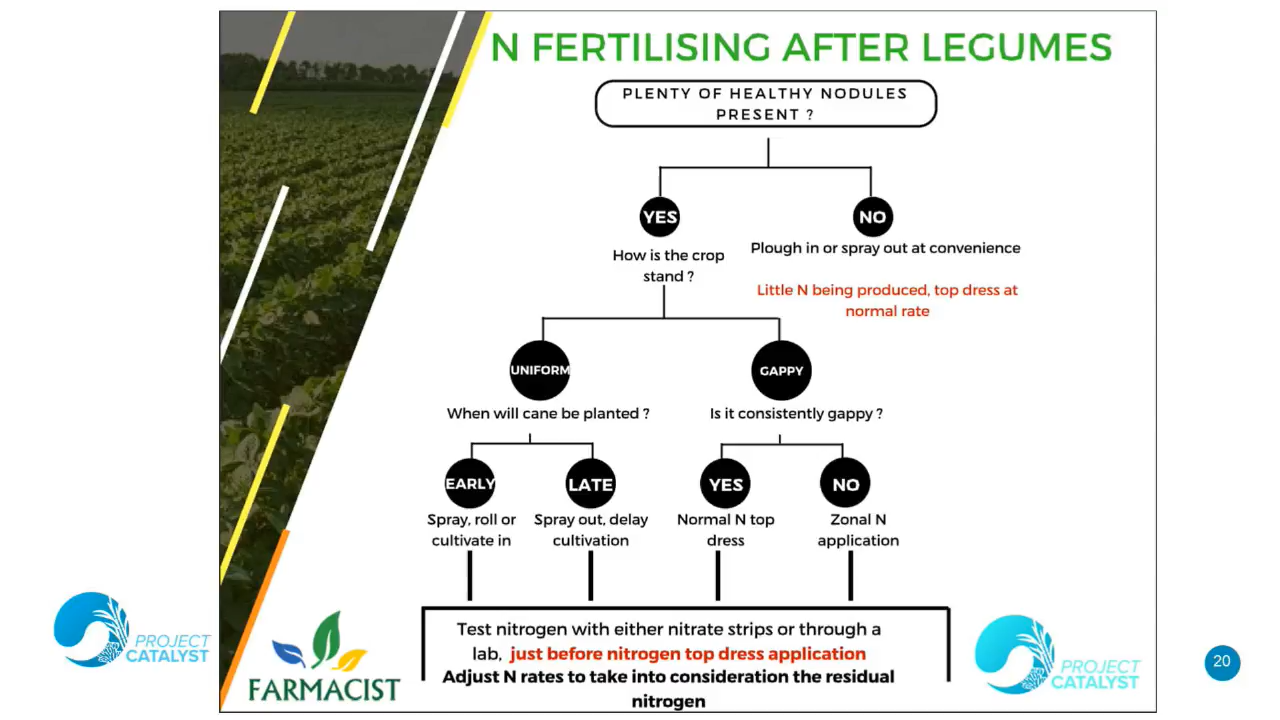 N FERTILISING AFTER LEGUMES
PLENTY OF HEALTHY NODULES
PRESENT ?
YES
NO
How is the crop
stand ?
Plough in or spray out at convenience
Little N being produced, top dress at
normal rate
UNIFORM
GAPPY
When will cane be planted ?
Is it consistently gappy ?
EARLY
LATE
YES
NO
Spray, roll or
cultivate in
Spray out, delay
cultivation
Normal N top
dress
Zonal N
application
Test nitrogen with either nitrate strips or through a
lab, just before nitrogen top dress application
Adjust N rates to take into consideration the residual
nitrogen
PROJECT
CATALYST
FARMACIST
PROJECT
CATALYST
20